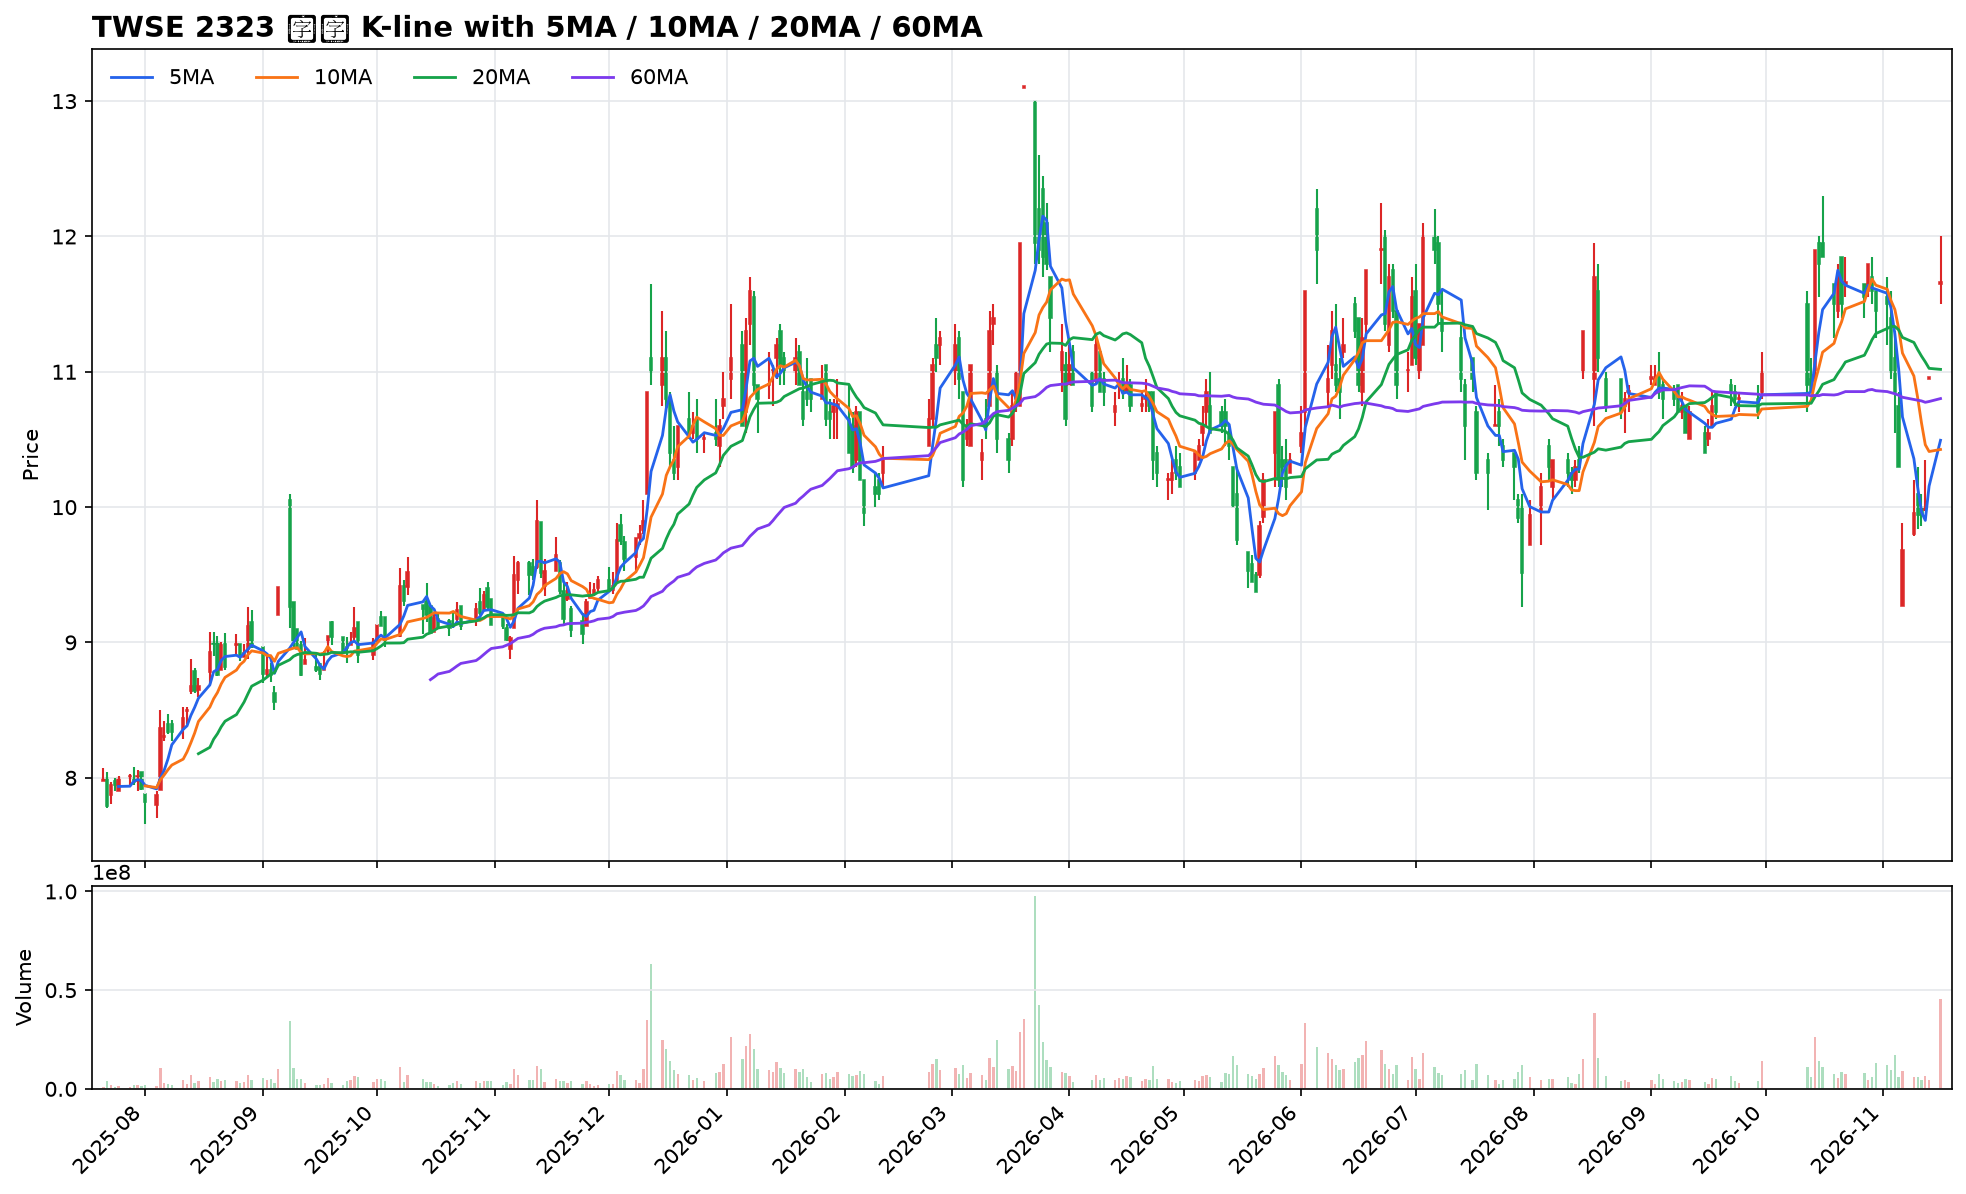 TWSE 2323 字字 K-line with 5MA / 10MA / 20MA / 60MA
5MA 10MA 20MA 60MA
Price
13
12
11
10
9
8
1e8
Volume
1.0
0.5
0.0
2025-08 2025-09 2025-10 2025-11 2025-12 2026-01 2026-02 2026-03 2026-04 2026-05 2026-06 2026-07 2026-08 2026-09 2026-10 2026-11